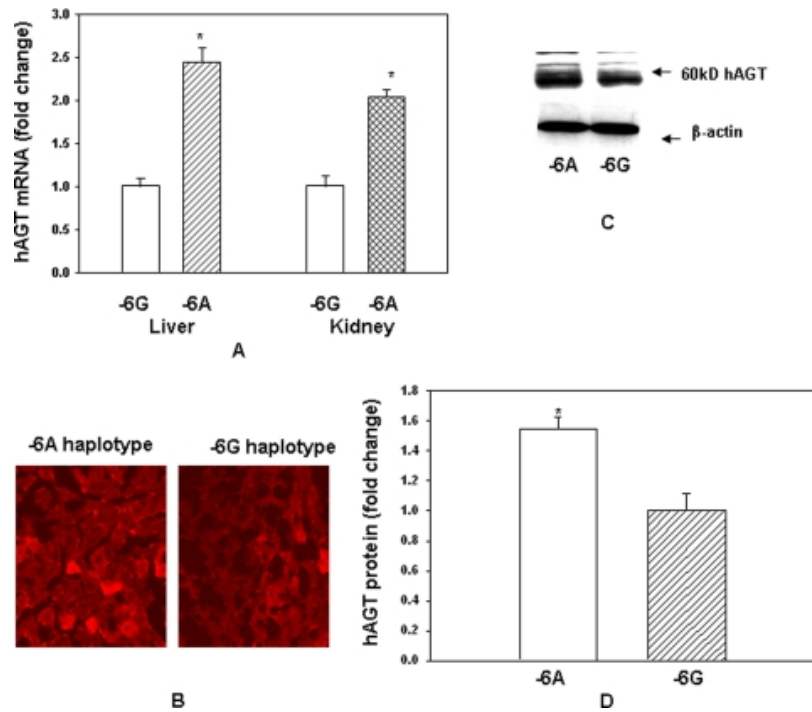 hAGT mRNA (fold change)
3.0
2.5
2.0
1.5
1.0
0.5
0.0
*
*
-6G -6A -6G -6A
Liver Kidney
A
60kD hAGT
β-actin
-6A -6G
C
-6A haplotype -6G haplotype
B
hAGT protein (fold change)
1.8
1.6
1.4
1.2
1.0
0.8
0.6
0.4
0.2
0.0
*
-6A -6G
D